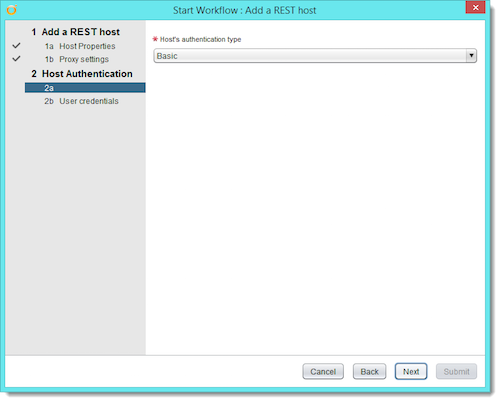 Start Workflow : Add a REST host
1 Add a REST host
1a Host Properties
1b Proxy settings
2 Host Authentication
2a
2b User credentials
* Host's authentication type
Basic
Cancel Back Next Submit